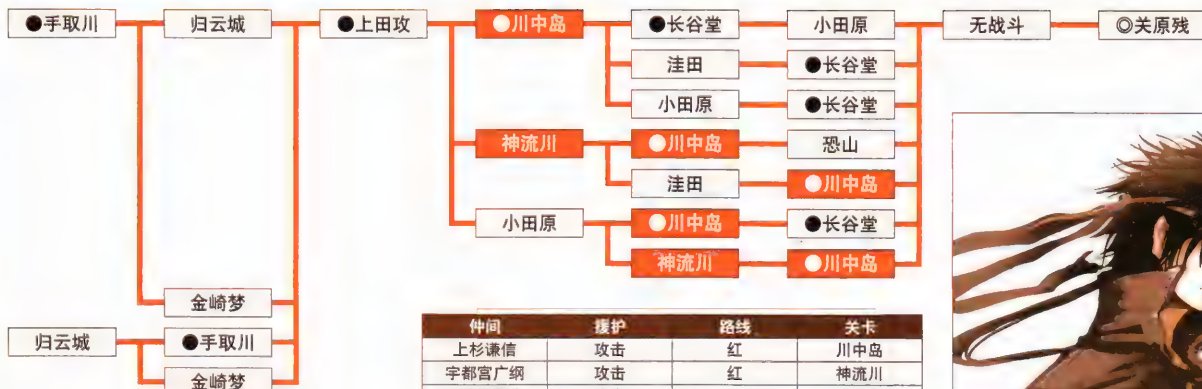 ●手取川 归云城 ●上田攻 ●川中岛 ●长谷堂 小田原 无战斗 ◎关原残
洼田 ●长谷堂
小田原 ●长谷堂
神流川 ●川中岛 恐山
洼田 ●川中岛
小田原 ●川中岛 ●长谷堂
神流川 ●川中岛
金崎梦
归云城 ●手取川
金崎梦
仲间 援护 路线 关卡
上杉谦信 攻击 红 川中岛
宇都宫广纲 攻击 红 神流川